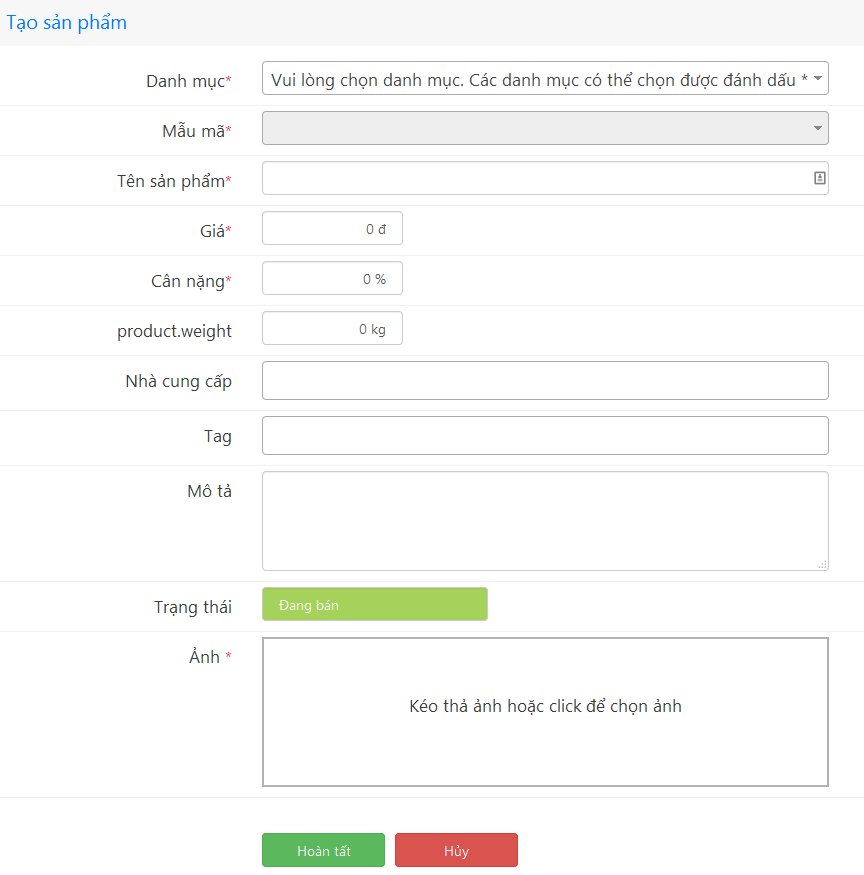 Tạo sản phẩm
Danh mục*
Vui lòng chọn danh mục. Các danh mục có thể chọn được đánh dấu *
Mẫu mã*
Tên sản phẩm*
Giá*
0 đ
Cân nặng*
0 %
product.weight
0 kg
Nhà cung cấp
Tag
Mô tả
Trạng thái
Đang bán
Ảnh *
Kéo thả ảnh hoặc click để chọn ảnh
Hoàn tất
Hủy